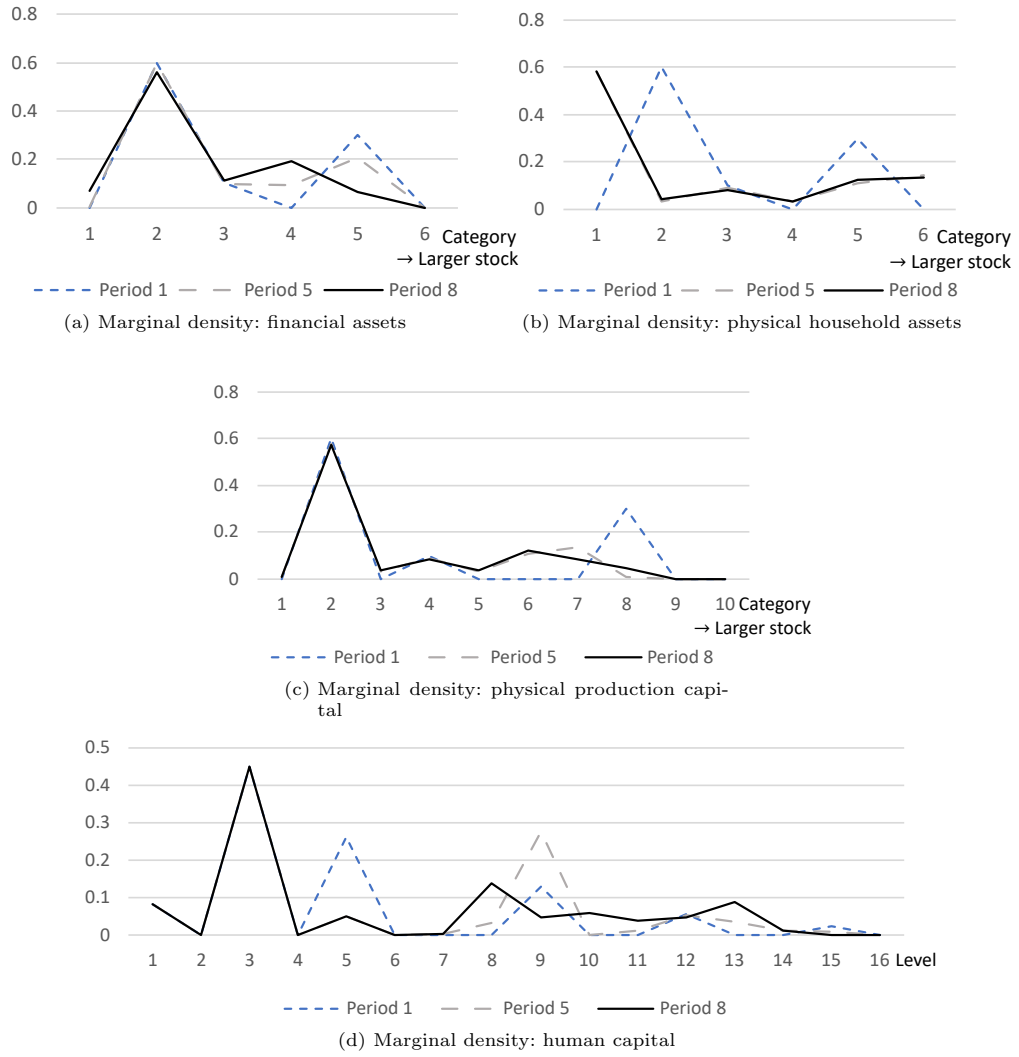 0.8
0.6
0.4
0.2
0
1 2 3 4 5 6 Category
→ Larger stock
Period 1 Period 5 Period 8
(a) Marginal density: financial assets
0.8
0.6
0.4
0.2
0
1 2 3 4 5 6 Category
→ Larger stock
Period 1 Period 5 Period 8
(b) Marginal density: physical household assets
0.8
0.6
0.4
0.2
0
1 2 3 4 5 6 7 8 9 10 Category
→ Larger stock
Period 1 Period 5 Period 8
(c) Marginal density: physical production capi-
tal
0.5
0.4
0.3
0.2
0.1
0
1 2 3 4 5 6 7 8 9 10 11 12 13 14 15 16 Level
Period 1 Period 5 Period 8
(d) Marginal density: human capital